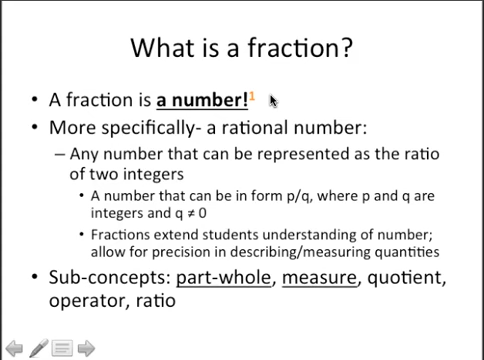 What is a fraction?
• A fraction is a number!1
• More specifically- a rational number:
– Any number that can be represented as the ratio
of two integers
• A number that can be in form p/q, where p and q are
integers and q ≠ 0
• Fractions extend students understanding of number;
allow for precision in describing/measuring quantities
• Sub-concepts: part-whole, measure, quotient,
operator, ratio